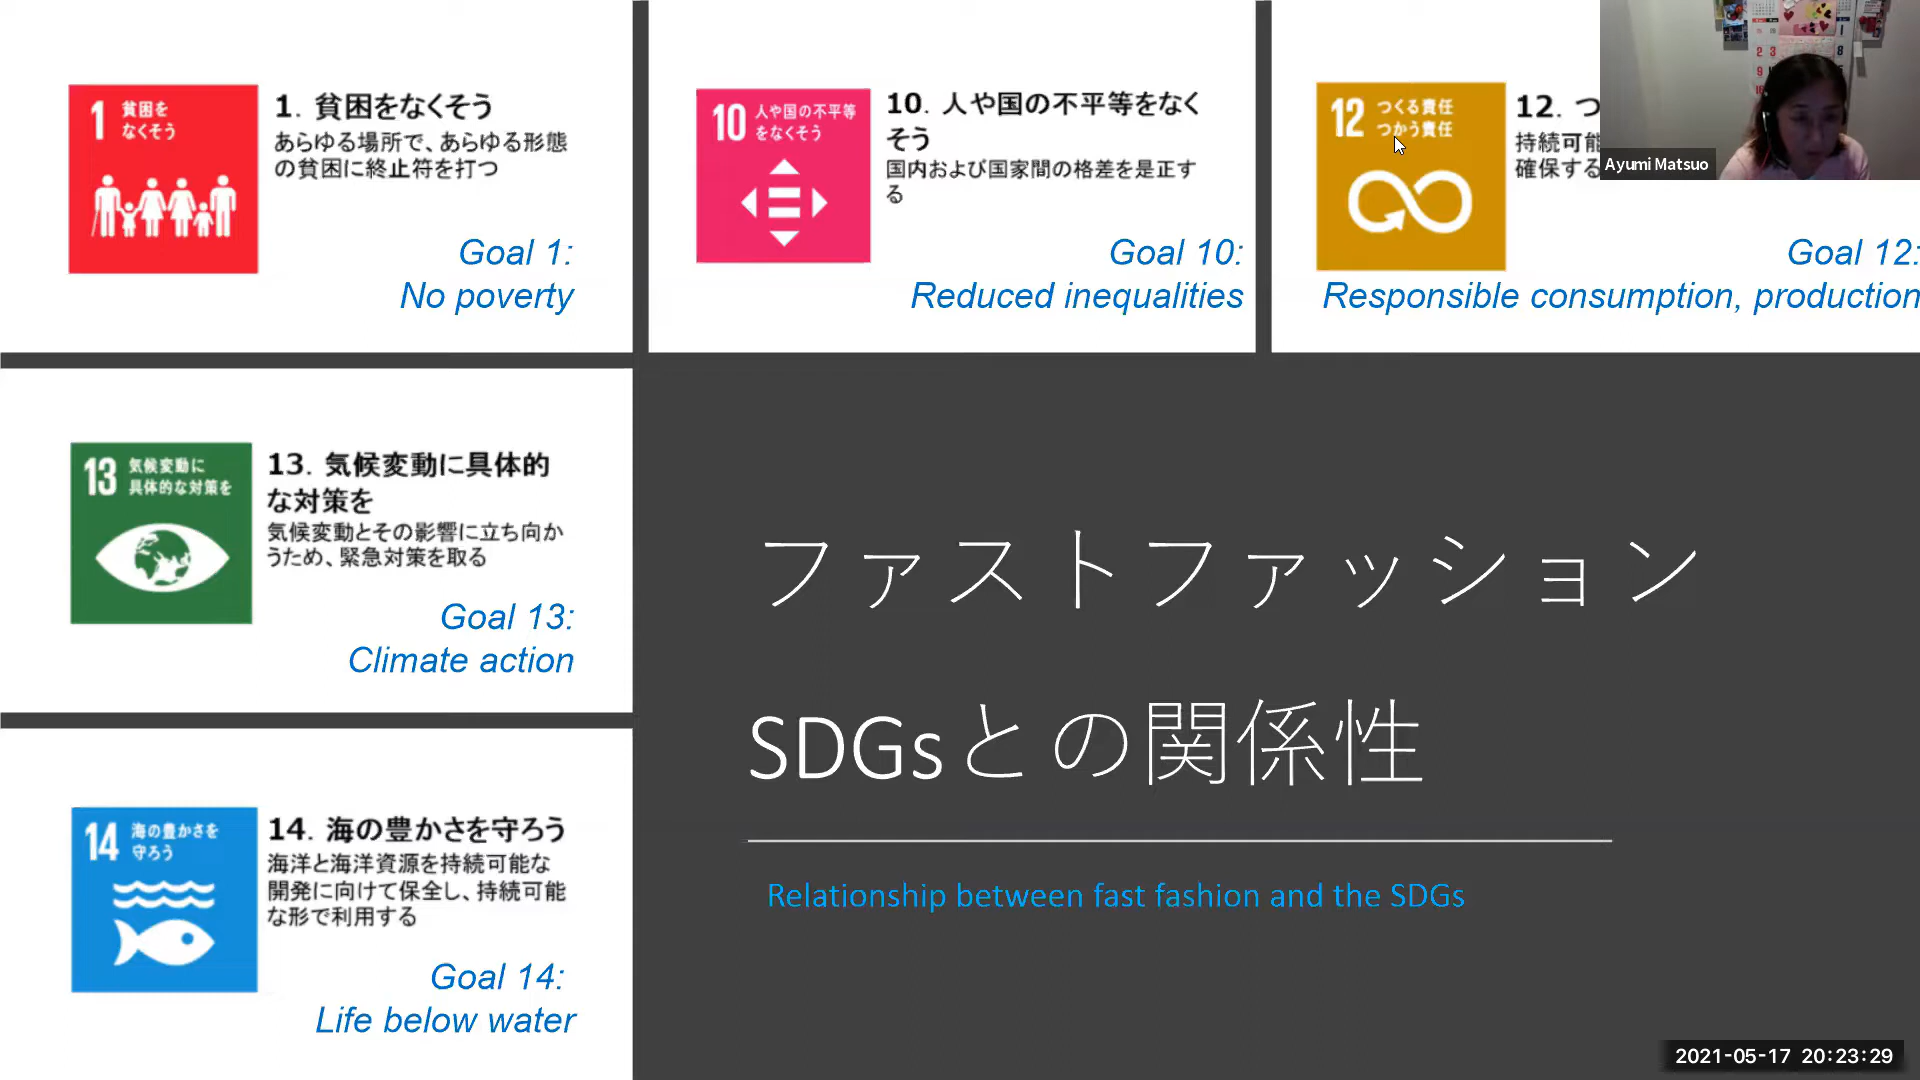 1 貧困を
なくそう
1. 貧困をなくそう
あらゆる場所で、あらゆる形態
の貧困に終止符を打つ
Goal 1:
No poverty
10 人や国の不平等
をなくそう
10. 人や国の不平等をなく
そう
国内および国家間の格差を是正す
る
Goal 10:
Reduced inequalities
12 つくる責任
つかう責任
12. つ
持続可能
確保する
Goal 12:
Responsible consumption, production
Ayumi Matsuo
13 気候変動に
具体的な対策を
13. 気候変動に具体的
な対策を
気候変動とその影響に立ち向か
うため、緊急対策を取る
Goal 13:
Climate action
14 海の豊かさを
守ろう
14. 海の豊かさを守ろう
海洋と海洋資源を持続可能な
開発に向けて保全し、持続可能
な形で利用する
Goal 14:
Life below water
ファストファッション
SDGsとの関係性
Relationship between fast fashion and the SDGs
2021-05-17 20:23:29